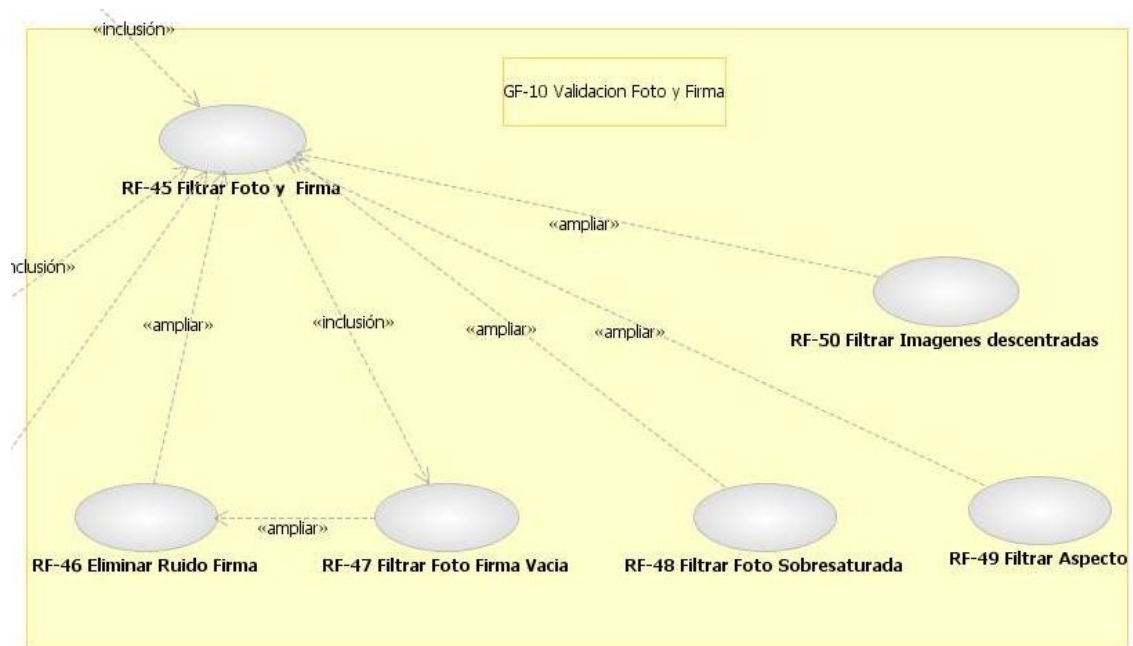 «inclusión»
GF-10 Validacion Foto y Firma
RF-45 Filtrar Foto y Firma
«ampliar»
nclusión»
«ampliar»
«inclusión»
«ampliar»
«ampliar»
RF-50 Filtrar Imagenes descentradas
«ampliar»
RF-46 Eliminar Ruido Firma
RF-47 Filtrar Foto Firma Vacia
RF-48 Filtrar Foto Sobresaturada
RF-49 Filtrar Aspecto